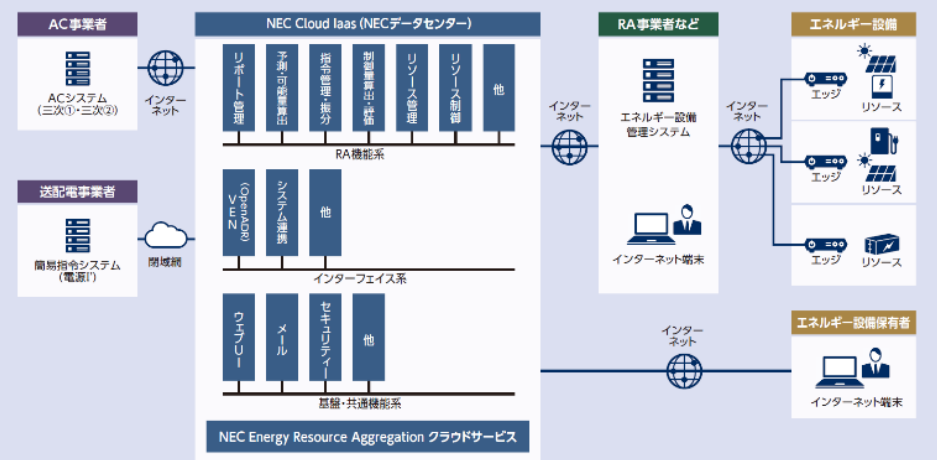 AC事業者
ACシステム
(三次①・三次②)
インター
ネット
送配電事業者
簡易指令システム
(電源Ⅰ')
閉域網
NEC Cloud Iaas (NECデータセンター)
リポート管理
予測・可能量算出
指令管理・振分
制御量算出・評価
リソース管理
リソース制御
他
RA機能系
VEN
(OpenADR)
システム連携
他
インターフェイス系
ウェブリー
メール
セキュリティー
他
基盤・共通機能系
NEC Energy Resource Aggregation クラウドサービス
インター
ネット
RA事業者など
エネルギー設備
管理システム
インターネット端末
インター
ネット
エネルギー設備
エッジ
リソース
エッジ
リソース
エッジ
リソース
インター
ネット
エネルギー設備保有者
インターネット端末